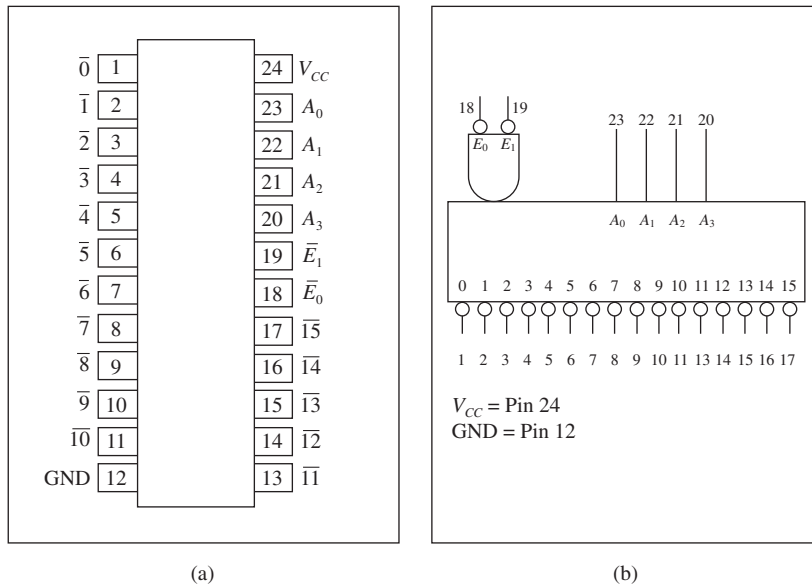 0̅ 1 24 V_CC
1̅ 2 23 A_0
2̅ 3 22 A_1
3̅ 4 21 A_2
4̅ 5 20 A_3
5̅ 6 19 E̅_1
6̅ 7 18 E̅_0
7̅ 8 17 1̅5̅
8̅ 9 16 1̅4̅
9̅ 10 15 1̅3̅
1̅0̅ 11 14 1̅2̅
GND 12 13 1̅1̅
(a)
18 19 23 22 21 20
E_0 E_1
A_0 A_1 A_2 A_3
0 1 2 3 4 5 6 7 8 9 10 11 12 13 14 15
1 2 3 4 5 6 7 8 9 10 11 13 14 15 16 17
V_CC = Pin 24
GND = Pin 12
(b)